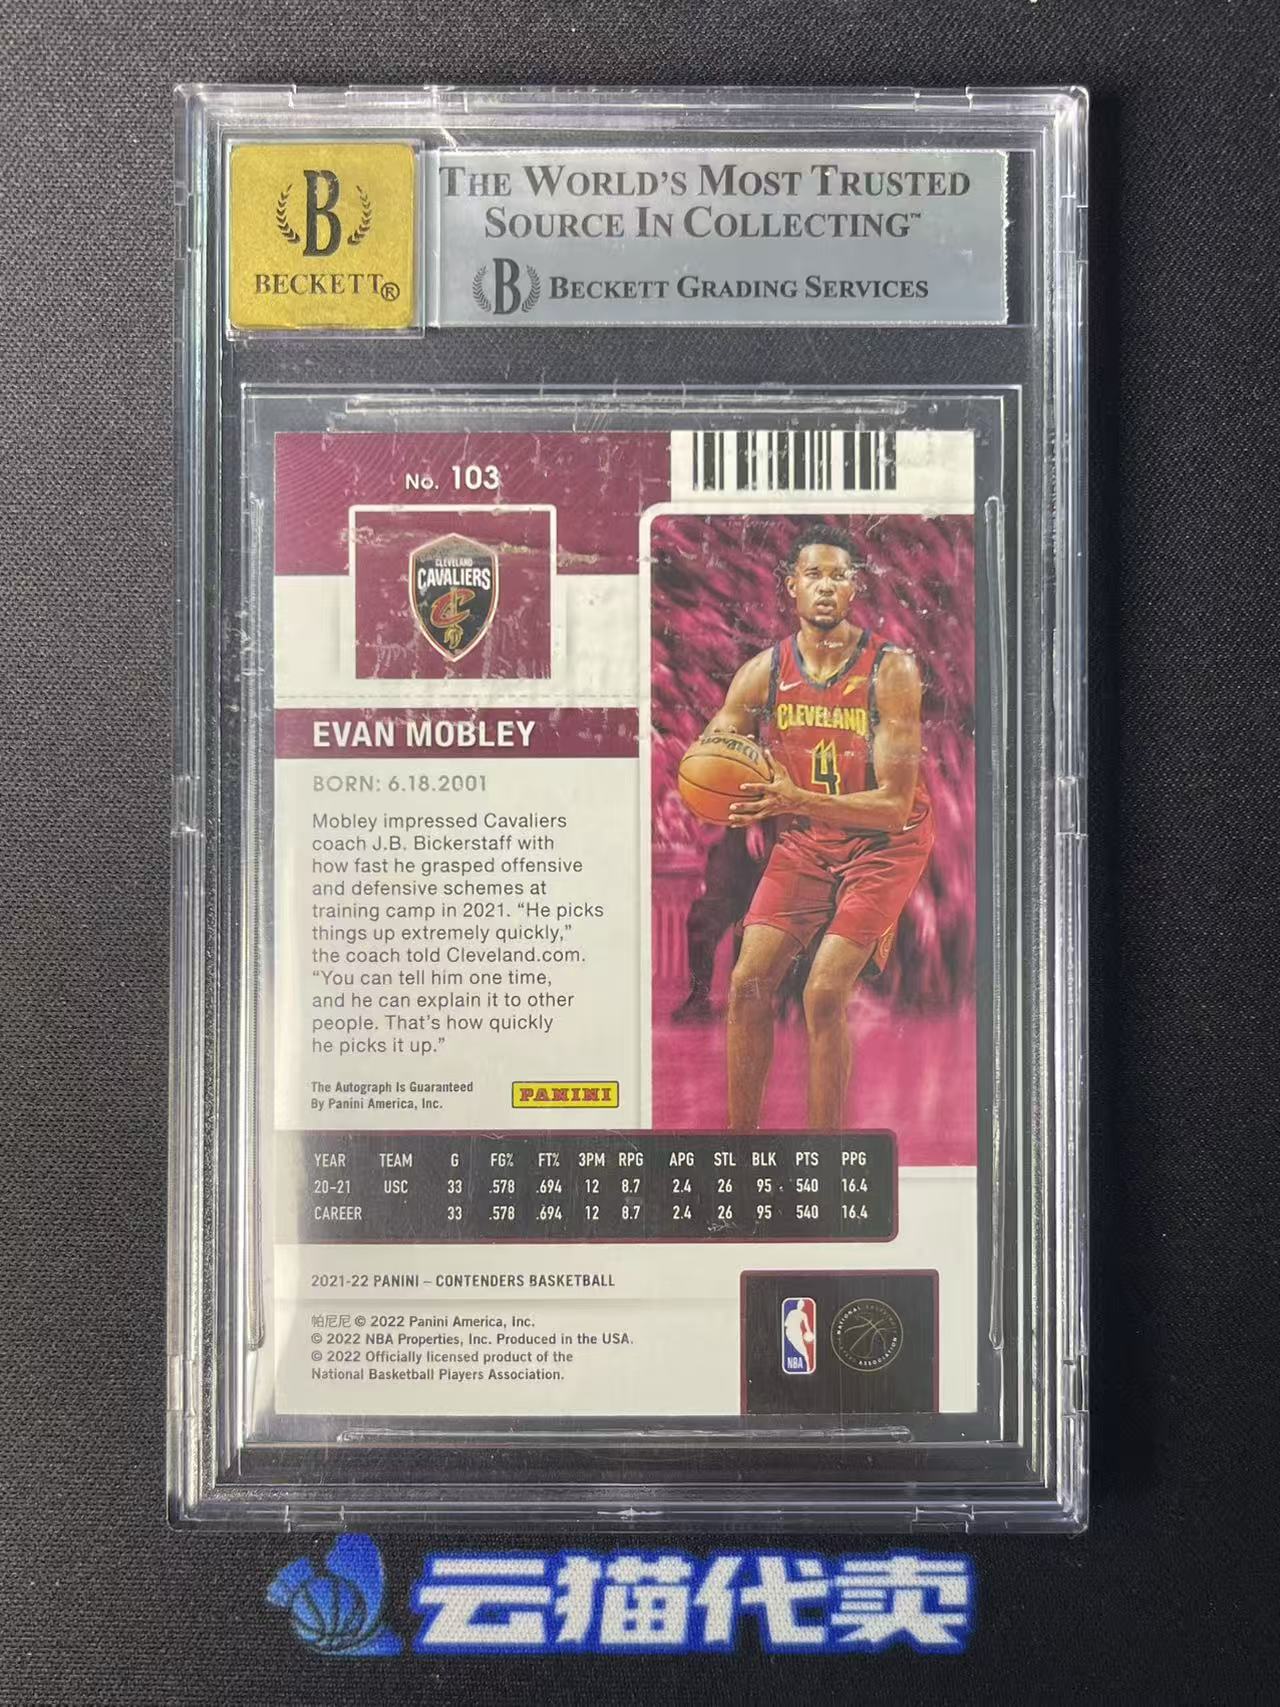 B
BECKETT®
THE WORLD'S MOST TRUSTED
SOURCE IN COLLECTING™
B BECKETT GRADING SERVICES
No. 103
CLEVELAND
CAVALIERS
C
Wilson
CLEVELAND
4
EVAN MOBLEY
BORN: 6.18.2001
Mobley impressed Cavaliers
coach J.B. Bickerstaff with
how fast he grasped offensive
and defensive schemes at
training camp in 2021. “He picks
things up extremely quickly,”
the coach told Cleveland.com.
“You can tell him one time,
and he can explain it to other
people. That’s how quickly
he picks it up.”
The Autograph Is Guaranteed
By Panini America, Inc.
PANINI
YEAR TEAM G FG% FT% 3PM RPG APG STL BLK PTS PPG
20-21 USC 33 .578 .694 12 8.7 2.4 26 95 540 16.4
CAREER 33 .578 .694 12 8.7 2.4 26 95 540 16.4
2021-22 PANINI – CONTENDERS BASKETBALL
帕尼尼 © 2022 Panini America, Inc.
© 2022 NBA Properties, Inc. Produced in the USA.
© 2022 Officially licensed product of the
National Basketball Players Association.
NBA
NATIONAL BASKETBALL PLAYERS ASSOCIATION
云猫代卖